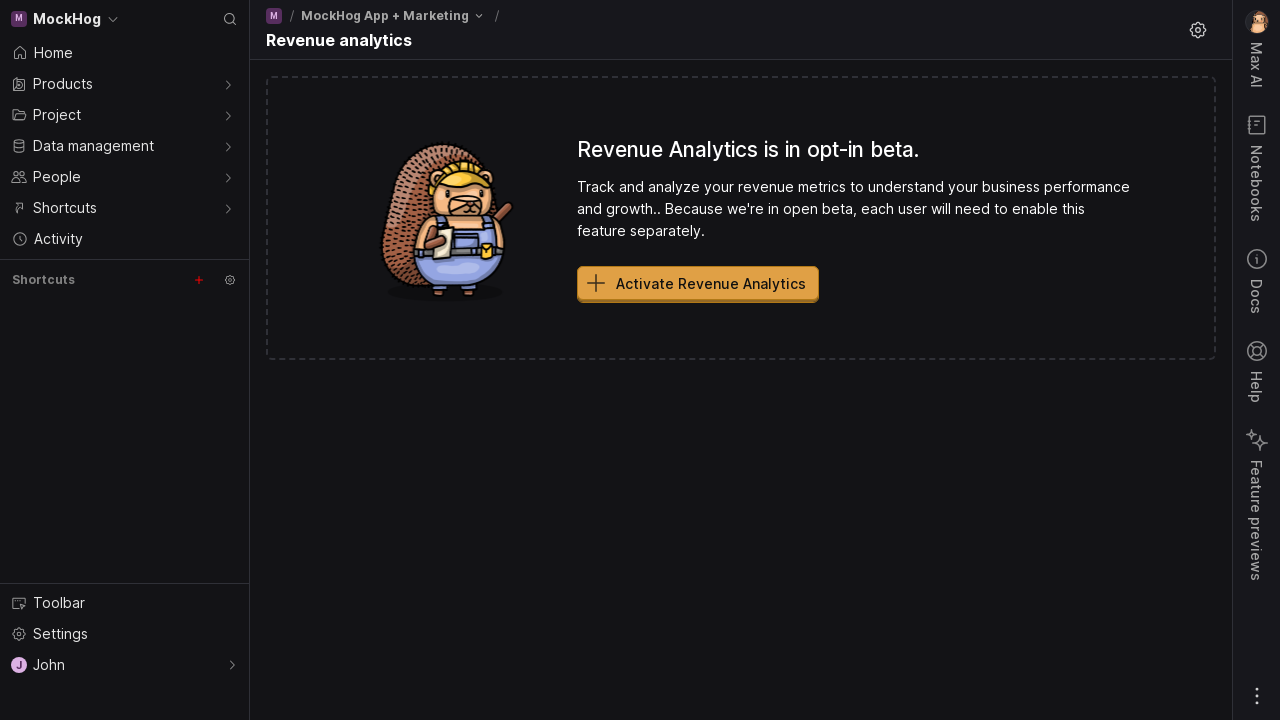 M MockHog
Home
Products
Project
Data management
People
Shortcuts
Activity
Shortcuts
Toolbar
Settings
J John
M / MockHog App + Marketing /
Revenue analytics
Revenue Analytics is in opt-in beta.
Track and analyze your revenue metrics to understand your business performance
and growth.. Because we're in open beta, each user will need to enable this
feature separately.
Activate Revenue Analytics
Max AI
Notebooks
Docs
Help
Feature previews